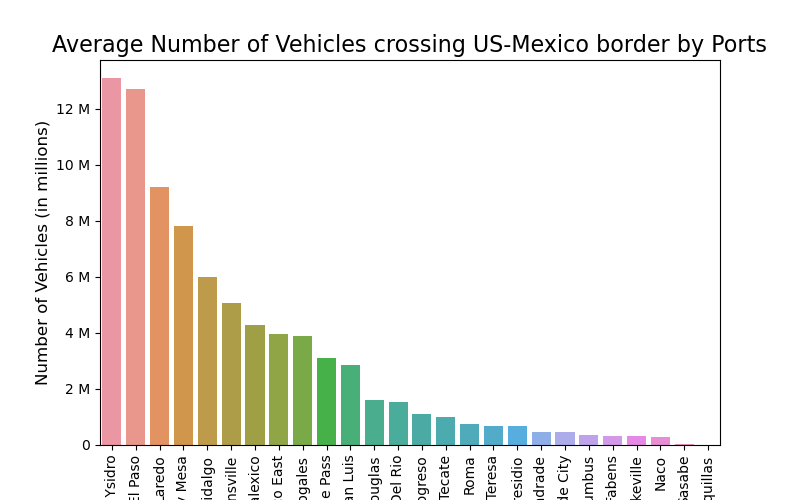 Average Number of Vehicles crossing US-Mexico border by Ports
Number of Vehicles (in millions)
12 M
10 M
8 M
6 M
4 M
2 M
0
Ysidro
El Paso
aredo
y Mesa
idalgo
nsville
alexico
o East
ogales
e Pass
an Luis
ouglas
Del Rio
ogreso
Tecate
Roma
Teresa
residio
ndrade
de City
umbus
Fabens
keville
Naco
Sasabe
quillas